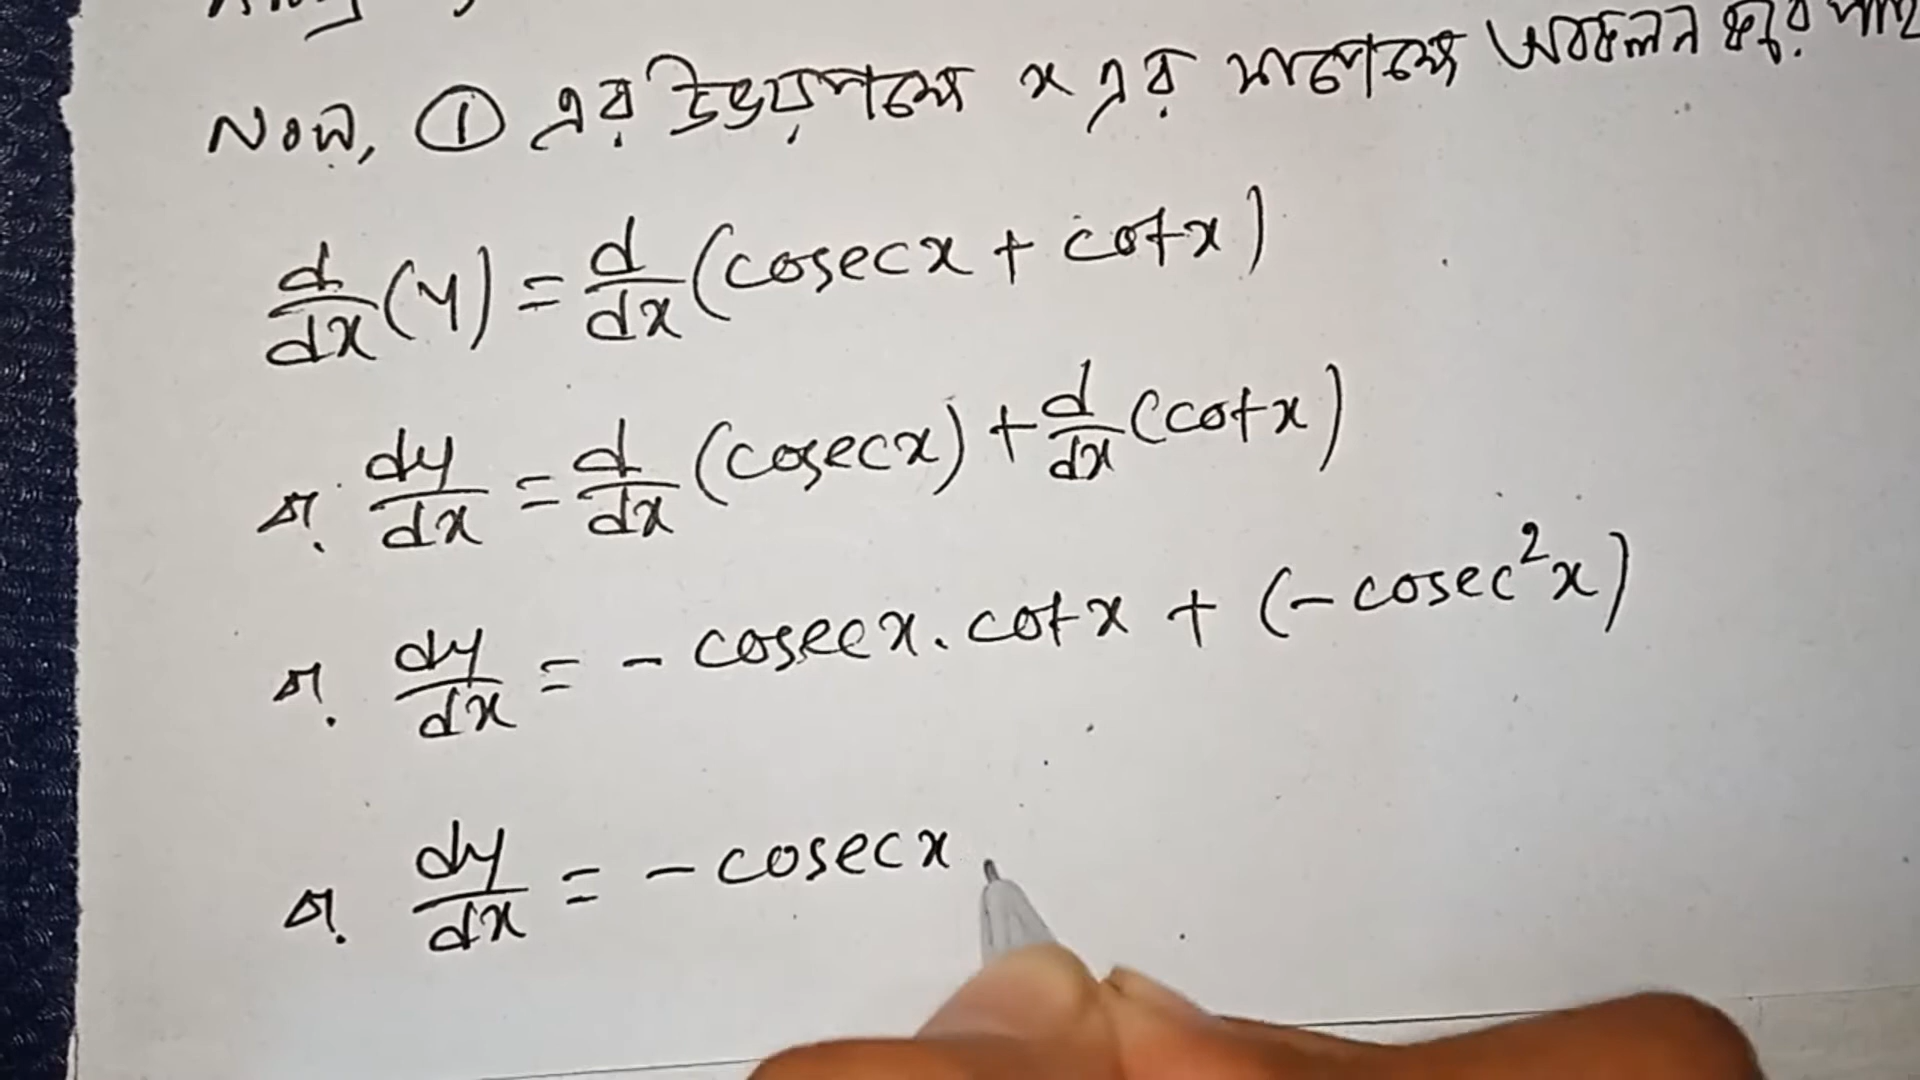 Now, ① এর উভয়পক্ষে x এর সাপেক্ষে অবকলন করে পাই
d/dx (y) = d/dx (cosecx + cotx)
বা, dy/dx = d/dx (cosecx) + d/dx (cotx)
বা, dy/dx = - cosecx . cotx + (- cosec²x)
বা, dy/dx = - cosecx